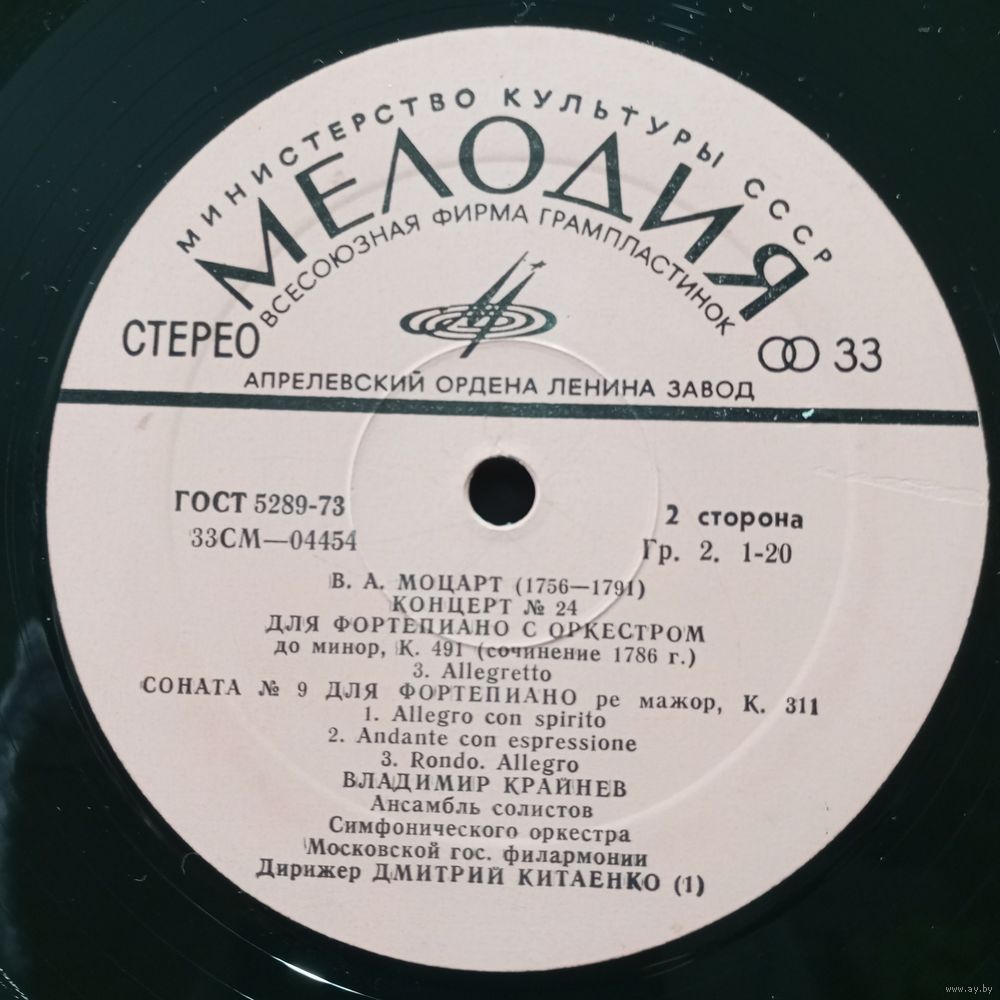 МИНИСТЕРСТВО КУЛЬТУРЫ СССР
МЕЛОДИЯ
ВСЕСОЮЗНАЯ ФИРМА ГРАМПЛАСТИНОК
СТЕРЕО
33
АПРЕЛЕВСКИЙ ОРДЕНА ЛЕНИНА ЗАВОД
ГОСТ 5289-73
33СМ—04454
2 сторона
Гр. 2. 1-20
В. А. МОЦАРТ (1756—1791)
КОНЦЕРТ № 24
ДЛЯ ФОРТЕПИАНО С ОРКЕСТРОМ
до минор, К. 491 (сочинение 1786 г.)
3. Allegretto
СОНАТА № 9 ДЛЯ ФОРТЕПИАНО ре мажор, К. 311
1. Allegro con spirito
2. Andante con espressione
3. Rondo. Allegro
ВЛАДИМИР КРАЙНЕВ
Ансамбль солистов
Симфонического оркестра
Московской гос. филармонии
Дирижер ДМИТРИЙ КИТАЕНКО (1)
www.ay.by